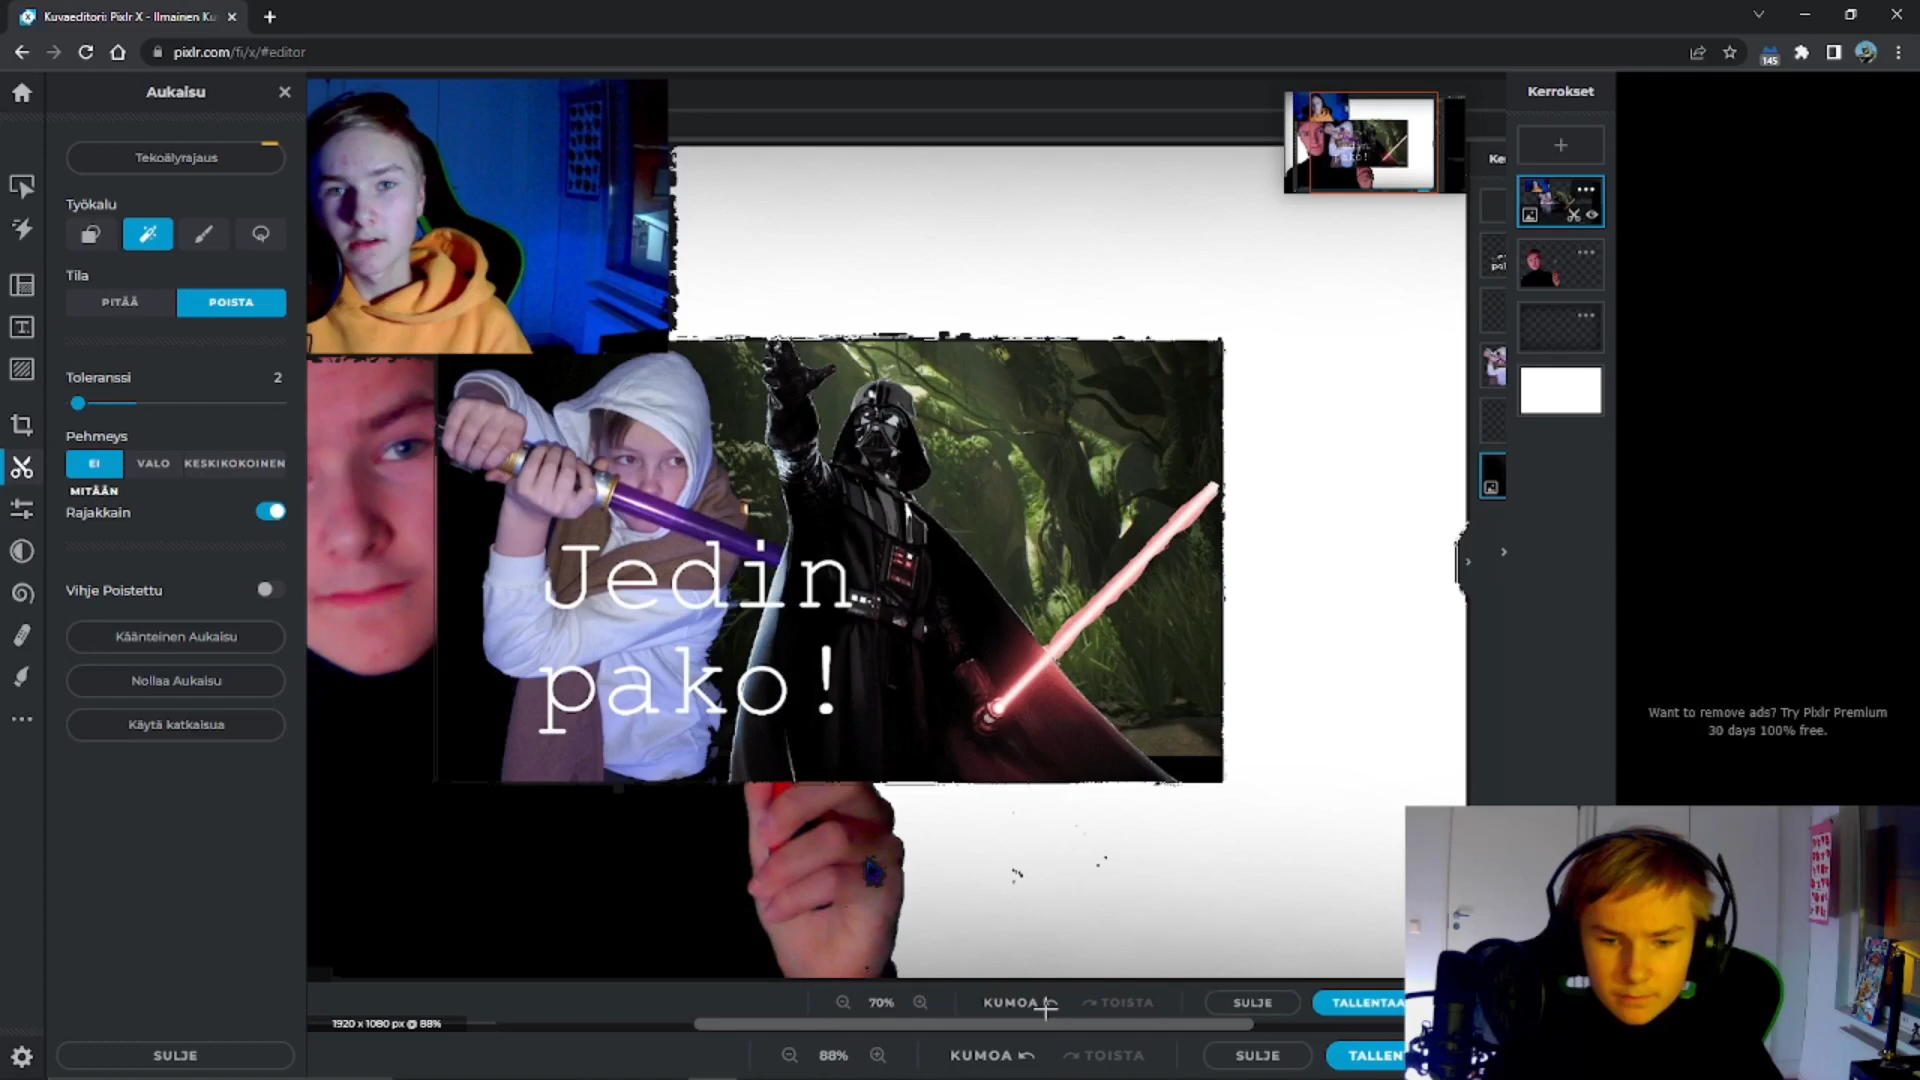 Kuvaeditori: Pixlr X - Ilmainen Ku
pixlr.com/fi/x/#editor
145
Aukaisu
Tekoälyrajaus
Työkalu
Tila
PITÄÄ
POISTA
Toleranssi 2
Pehmeys
EI MITÄÄN
VALO
KESKIKOKOINEN
Rajakkain
Vihje Poistettu
Käänteinen Aukaisu
Nollaa Aukaisu
Käytä katkaisua
SULJE
Jedin
pako!
Ke
Kerrokset
Want to remove ads? Try Pixlr Premium
30 days 100% free.
70%
KUMOA
TOISTA
SULJE
TALLENTAA
1920 x 1080 px @ 88%
88%
KUMOA
TOISTA
SULJE
TALLEN